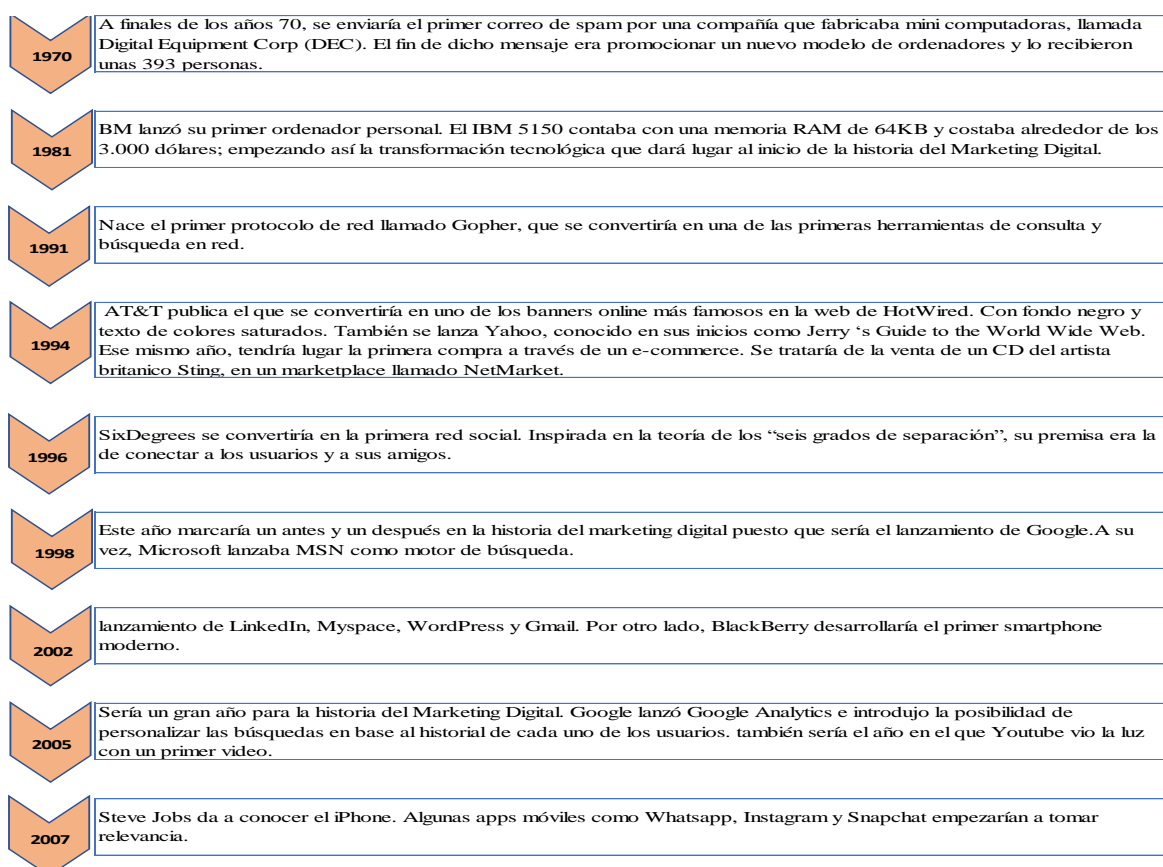 1970
A finales de los años 70, se enviaría el primer correo de spam por una compañía que fabricaba mini computadoras, llamada
Digital Equipment Corp (DEC). El fin de dicho mensaje era promocionar un nuevo modelo de ordenadores y lo recibieron
unas 393 personas.
1981
BM lanzó su primer ordenador personal. El IBM 5150 contaba con una memoria RAM de 64KB y costaba alrededor de los
3.000 dólares; empezando así la transformación tecnológica que dará lugar al inicio de la historia del Marketing Digital.
1991
Nace el primer protocolo de red llamado Gopher, que se convertiría en una de las primeras herramientas de consulta y
búsqueda en red.
1994
AT&T publica el que se convertiría en uno de los banners online más famosos en la web de HotWired. Con fondo negro y
texto de colores saturados. También se lanza Yahoo, conocido en sus inicios como Jerry ‘s Guide to the World Wide Web.
Ese mismo año, tendría lugar la primera compra a través de un e-commerce. Se trataría de la venta de un CD del artista
britanico Sting, en un marketplace llamado NetMarket.
1996
SixDegrees se convertiría en la primera red social. Inspirada en la teoría de los “seis grados de separación”, su premisa era la
de conectar a los usuarios y a sus amigos.
1998
Este año marcaría un antes y un después en la historia del marketing digital puesto que sería el lanzamiento de Google.A su
vez, Microsoft lanzaba MSN como motor de búsqueda.
2002
lanzamiento de LinkedIn, Myspace, WordPress y Gmail. Por otro lado, BlackBerry desarrollaría el primer smartphone
moderno.
2005
Sería un gran año para la historia del Marketing Digital. Google lanzó Google Analytics e introdujo la posibilidad de
personalizar las búsquedas en base al historial de cada uno de los usuarios. también sería el año en el que Youtube vio la luz
con un primer video.
2007
Steve Jobs da a conocer el iPhone. Algunas apps móviles como Whatsapp, Instagram y Snapchat empezarían a tomar
relevancia.